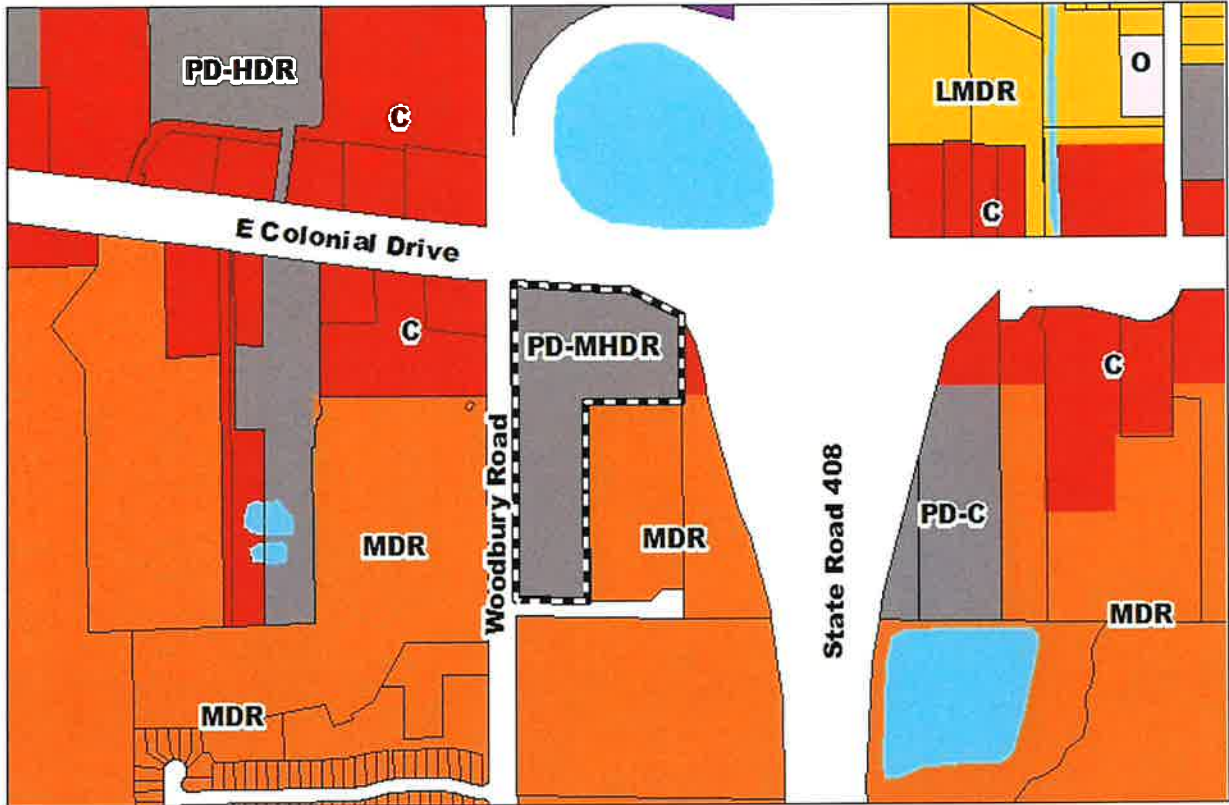 PD-HDR
C
LMDR
O
C
E Colonial Drive
C
PD-MHDR
C
Woodbury Road
MDR
MDR
State Road 408
PD-C
MDR
MDR